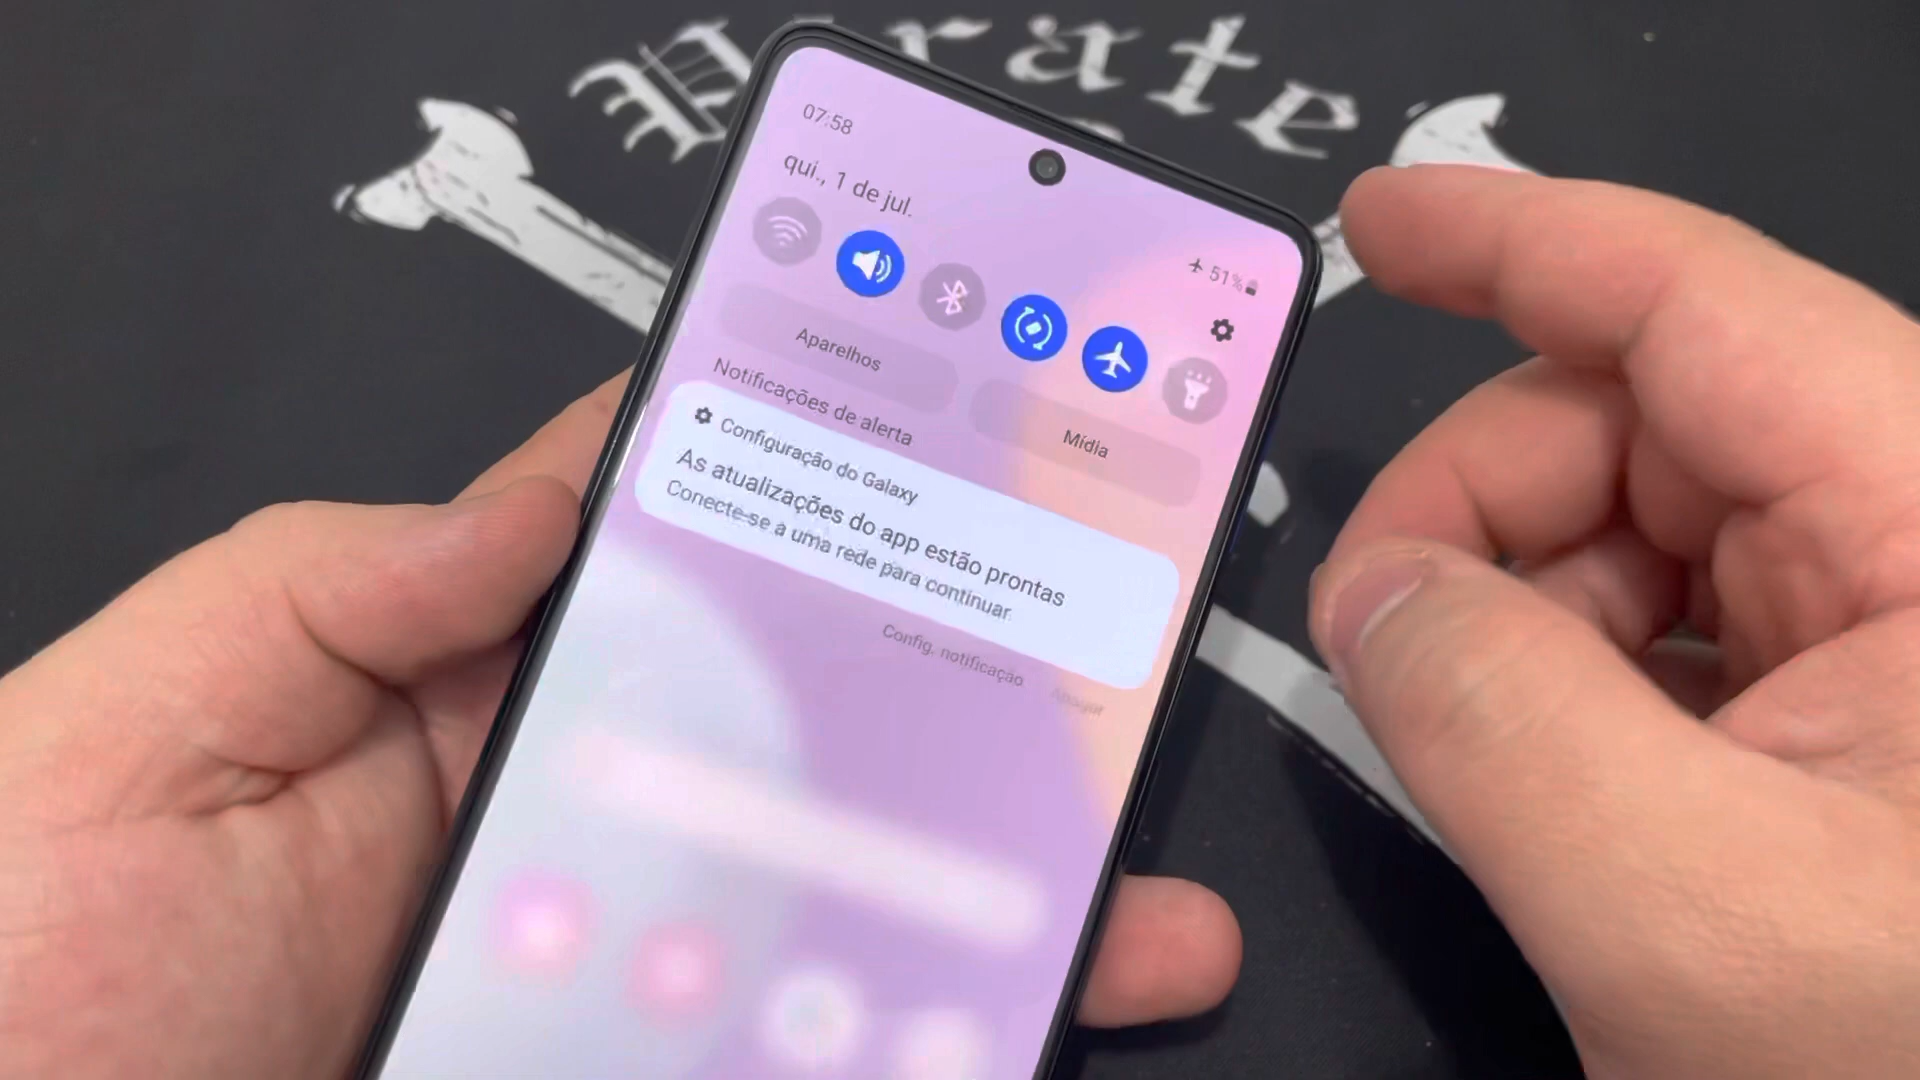 Pirate
07:58
51%
qui., 1 de jul.
Aparelhos
Mídia
Notificações de alerta
Configuração do Galaxy
As atualizações do app estão prontas
Conecte-se a uma rede para continuar.
Config. notificação
Apagar